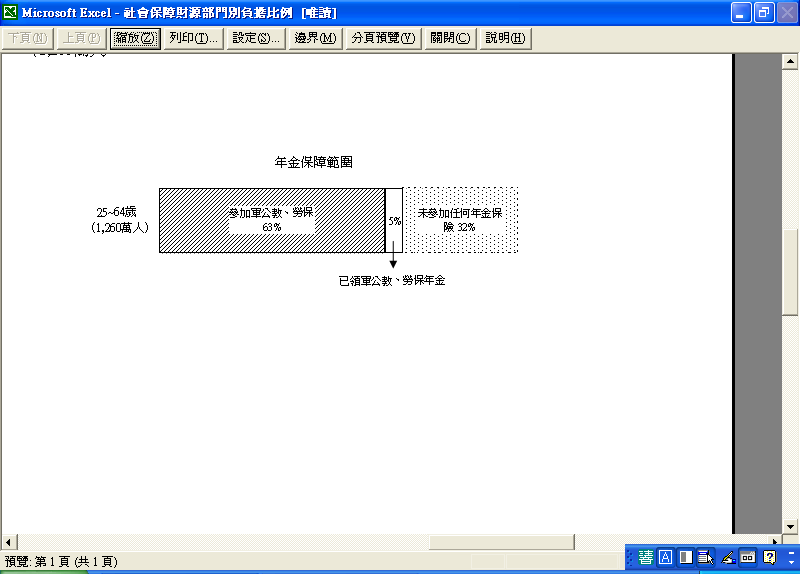 Microsoft Excel - 社會保障財源部門別負擔比例 [唯讀]
下頁(N) 上頁(P) 縮放(Z) 列印(T)... 設定(S)... 邊界(M) 分頁預覽(V) 關閉(C) 說明(H)
年金保障範圍
25~64歲
(1,260萬人)
參加軍公教、勞保
63%
5%
未參加任何年金保
險 32%
已領軍公教、勞保年金
預覽: 第 1 頁 (共 1 頁)
A